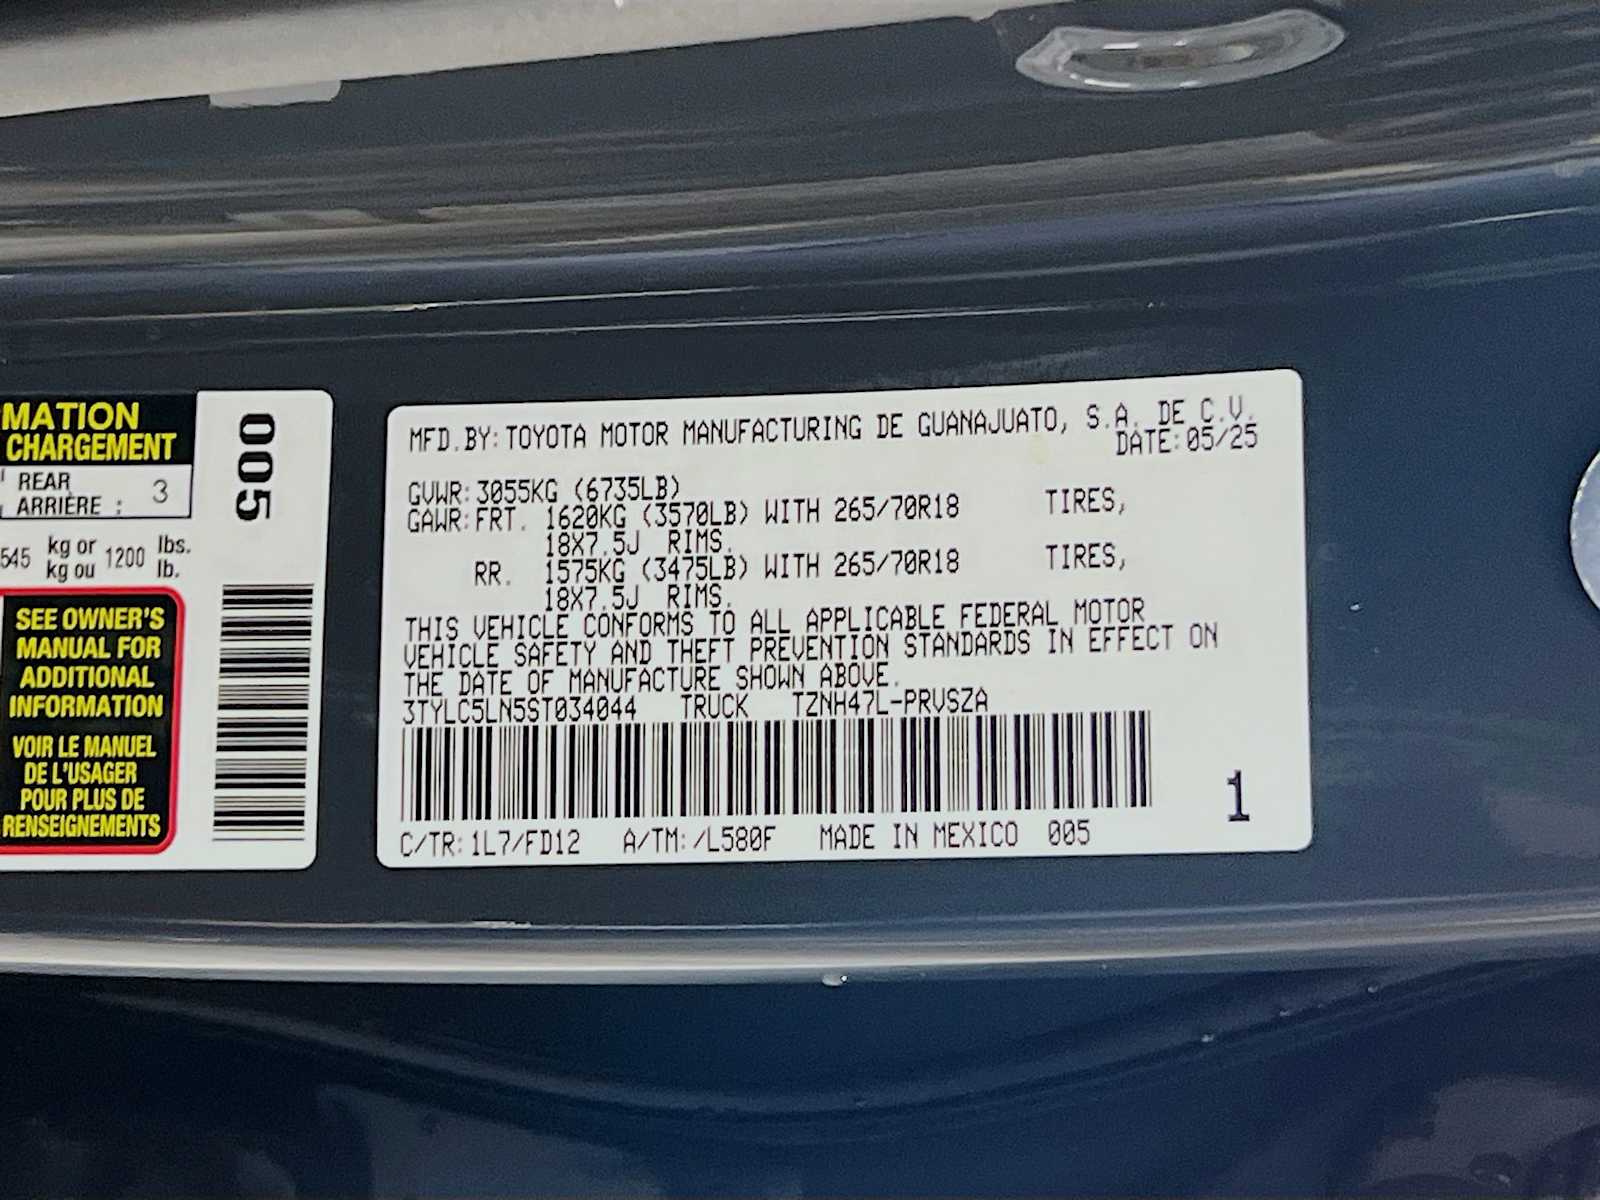 MATION
CHARGEMENT
REAR
ARRIÈRE : 3
545 kg or 1200 lbs.
kg ou lb.
SEE OWNER'S
MANUAL FOR
ADDITIONAL
INFORMATION
VOIR LE MANUEL
DE L'USAGER
POUR PLUS DE
RENSEIGNEMENTS
005
MFD.BY:TOYOTA MOTOR MANUFACTURING DE GUANAJUATO, S.A. DE C.V.
DATE:05/25
GVWR:3055KG (6735LB)
GAWR:FRT. 1620KG (3570LB) WITH 265/70R18 TIRES,
18X7.5J RIMS.
RR. 1575KG (3475LB) WITH 265/70R18 TIRES,
18X7.5J RIMS.
THIS VEHICLE CONFORMS TO ALL APPLICABLE FEDERAL MOTOR
VEHICLE SAFETY AND THEFT PREVENTION STANDARDS IN EFFECT ON
THE DATE OF MANUFACTURE SHOWN ABOVE.
3TYLC5LN5ST034044 TRUCK TZNH47L-PRVSZA
1
C/TR:1L7/FD12 A/TM:/L580F MADE IN MEXICO 005